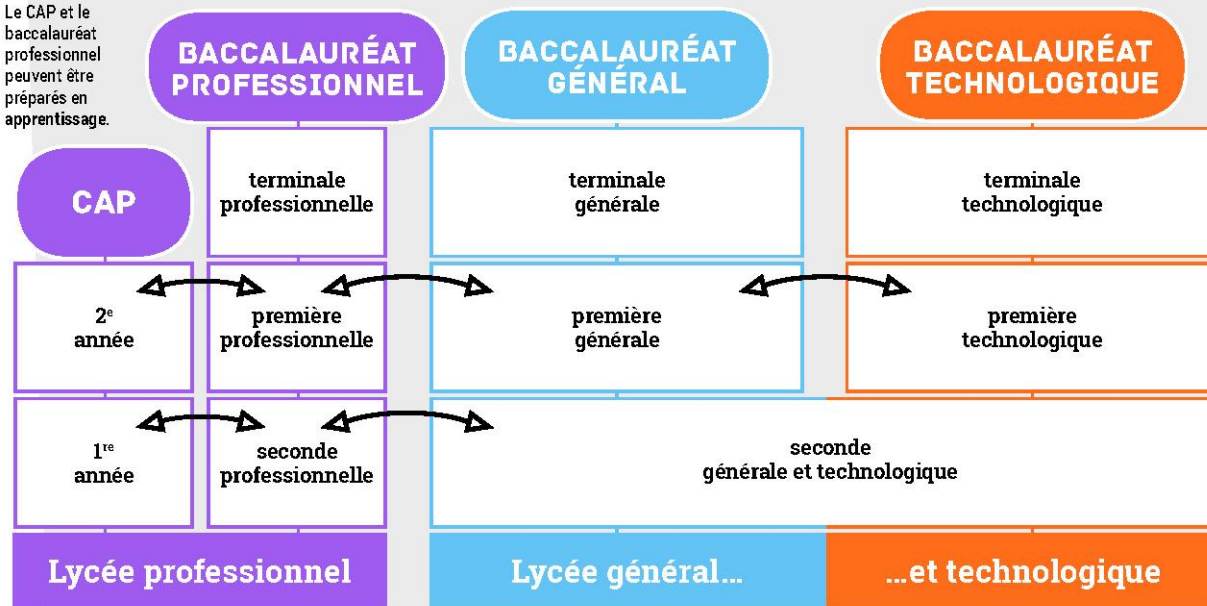 Le CAP et le
baccalauréat
professionnel
peuvent être
préparés en
apprentissage.
BACCALAURÉAT
PROFESSIONNEL
BACCALAURÉAT
GÉNÉRAL
BACCALAURÉAT
TECHNOLOGIQUE
CAP
terminale
professionnelle
terminale
générale
terminale
technologique
2e
année
première
professionnelle
première
générale
première
technologique
1re
année
seconde
professionnelle
seconde
générale et technologique
Lycée professionnel
Lycée général...
...et technologique